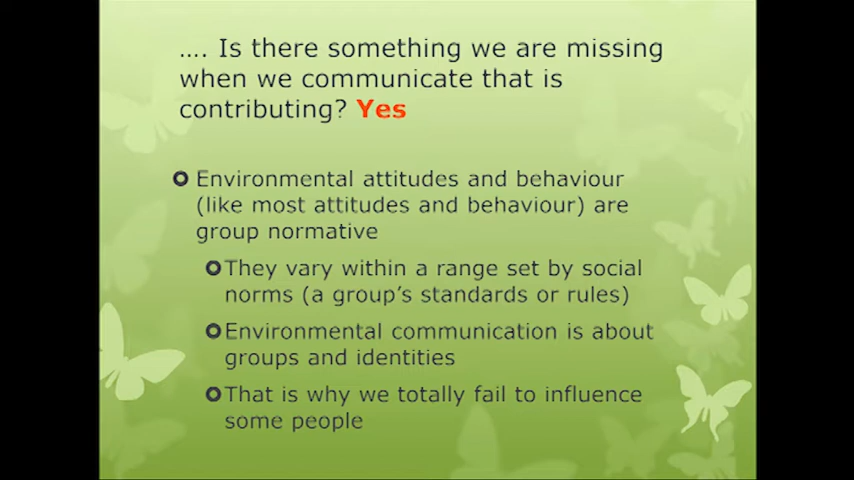 .... Is there something we are missing
when we communicate that is
contributing? Yes
Environmental attitudes and behaviour
(like most attitudes and behaviour) are
group normative
They vary within a range set by social
norms (a group's standards or rules)
Environmental communication is about
groups and identities
That is why we totally fail to influence
some people